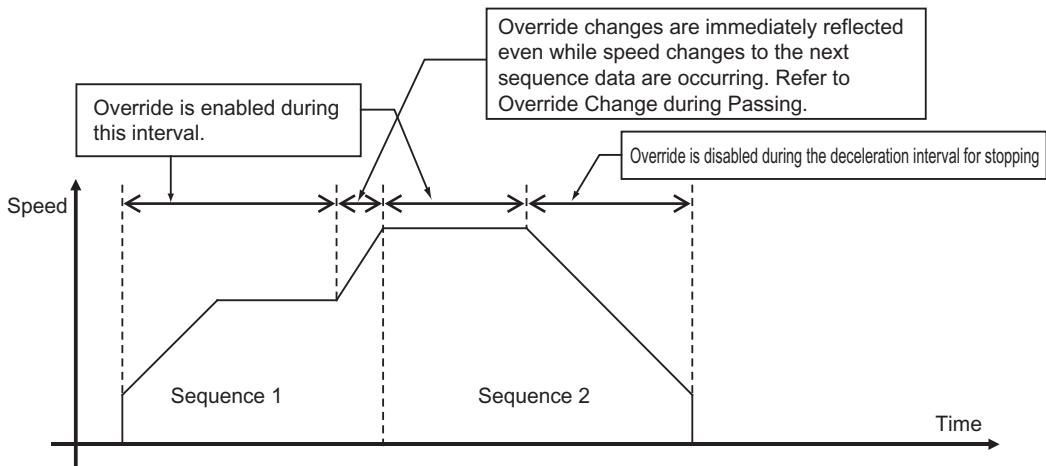 Override changes are immediately reflected
even while speed changes to the next
sequence data are occurring. Refer to
Override Change during Passing.
Override is enabled during
this interval.
Override is disabled during the deceleration interval for stopping
Speed
Sequence 1
Sequence 2
Time